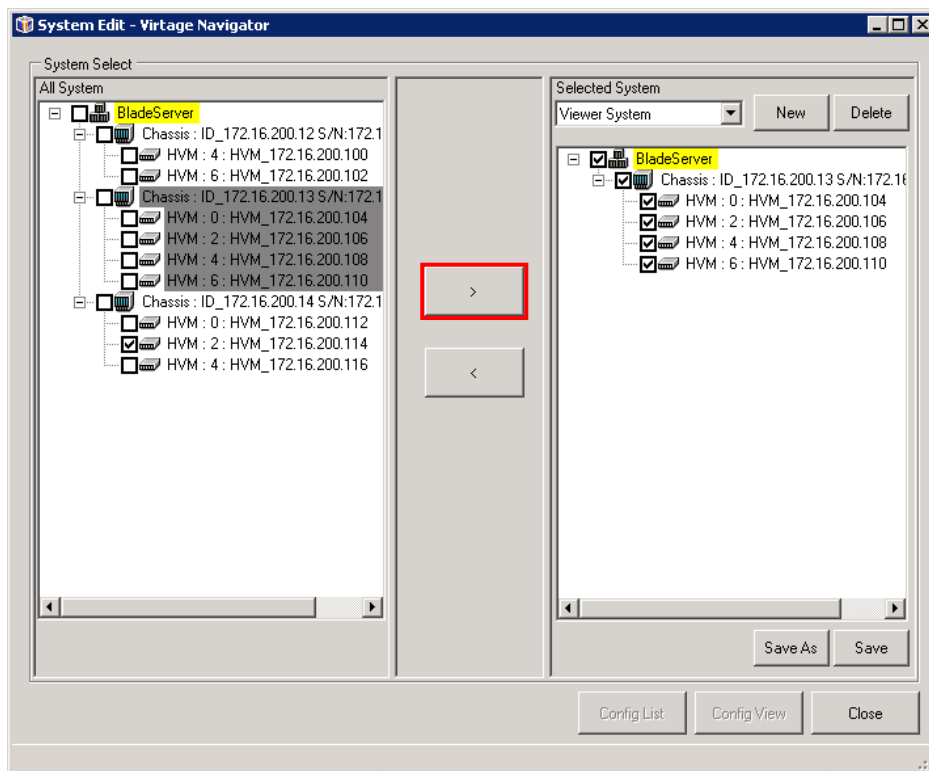 System Edit - Virtage Navigator
System Select
All System
BladeServer
Chassis : ID_172.16.200.12 S/N:172.1
HVM : 4 : HVM_172.16.200.100
HVM : 6 : HVM_172.16.200.102
Chassis : ID_172.16.200.13 S/N:172.1
HVM : 0 : HVM_172.16.200.104
HVM : 2 : HVM_172.16.200.106
HVM : 4 : HVM_172.16.200.108
HVM : 6 : HVM_172.16.200.110
Chassis : ID_172.16.200.14 S/N:172.1
HVM : 0 : HVM_172.16.200.112
HVM : 2 : HVM_172.16.200.114
HVM : 4 : HVM_172.16.200.116
>
<
Selected System
Viewer System
New
Delete
BladeServer
Chassis : ID_172.16.200.13 S/N:172.16
HVM : 0 : HVM_172.16.200.104
HVM : 2 : HVM_172.16.200.106
HVM : 4 : HVM_172.16.200.108
HVM : 6 : HVM_172.16.200.110
Save As
Save
Config List
Config View
Close